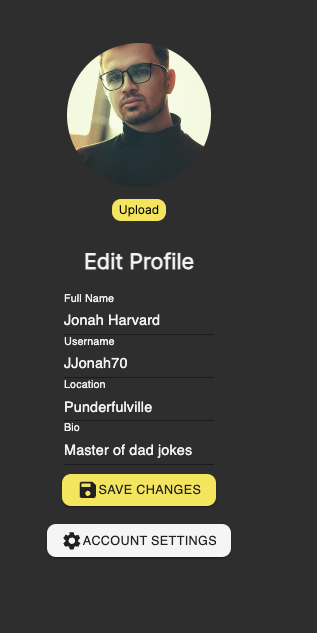 Upload
Edit Profile
Full Name
Jonah Harvard
Username
JJonah70
Location
Punderfulville
Bio
Master of dad jokes
SAVE CHANGES
ACCOUNT SETTINGS